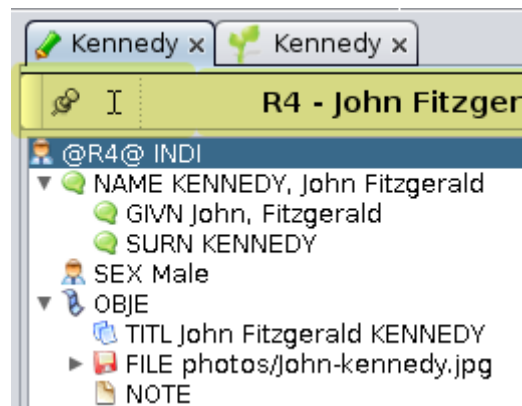 Kennedy x Kennedy x
R4 - John Fitzger
@R4@ INDI
NAME KENNEDY, John Fitzgerald
GIVN John, Fitzgerald
SURN KENNEDY
SEX Male
OBJE
TITL John Fitzgerald KENNEDY
FILE photos/John-kennedy.jpg
NOTE